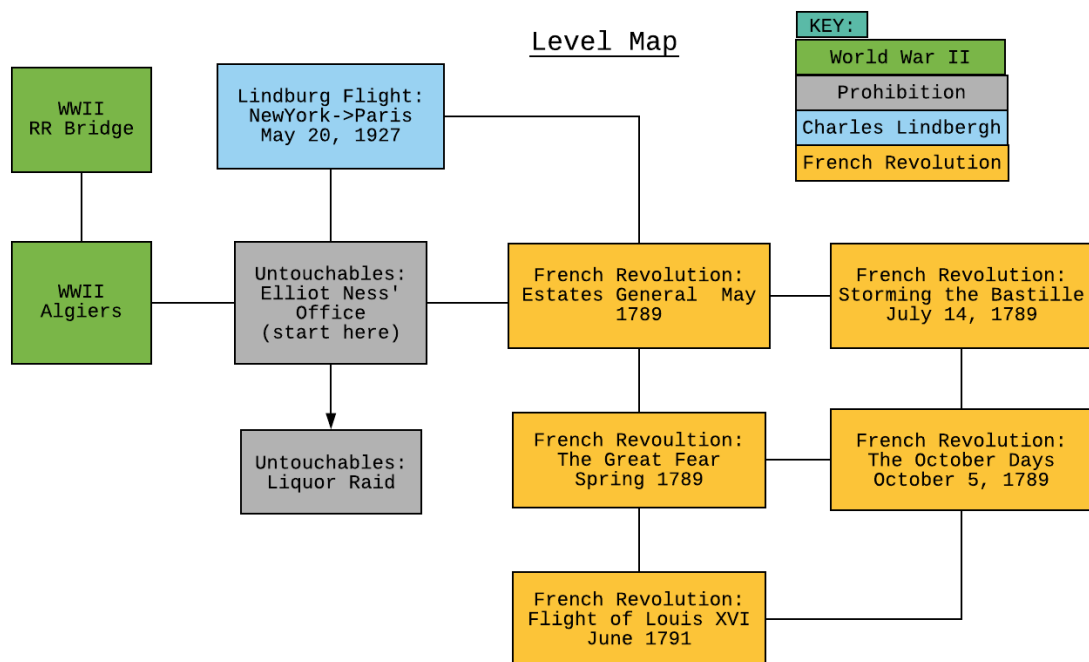 Level Map
KEY:
World War II
Prohibition
Charles Lindbergh
French Revolution
WWII
RR Bridge
Lindburg Flight:
NewYork->Paris
May 20, 1927
WWII
Algiers
Untouchables:
Elliot Ness'
Office
(start here)
French Revolution:
Estates General  May
1789
French Revolution:
Storming the Bastille
July 14, 1789
Untouchables:
Liquor Raid
French Revoultion:
The Great Fear
Spring 1789
French Revolution:
The October Days
October 5, 1789
French Revolution:
Flight of Louis XVI
June 1791